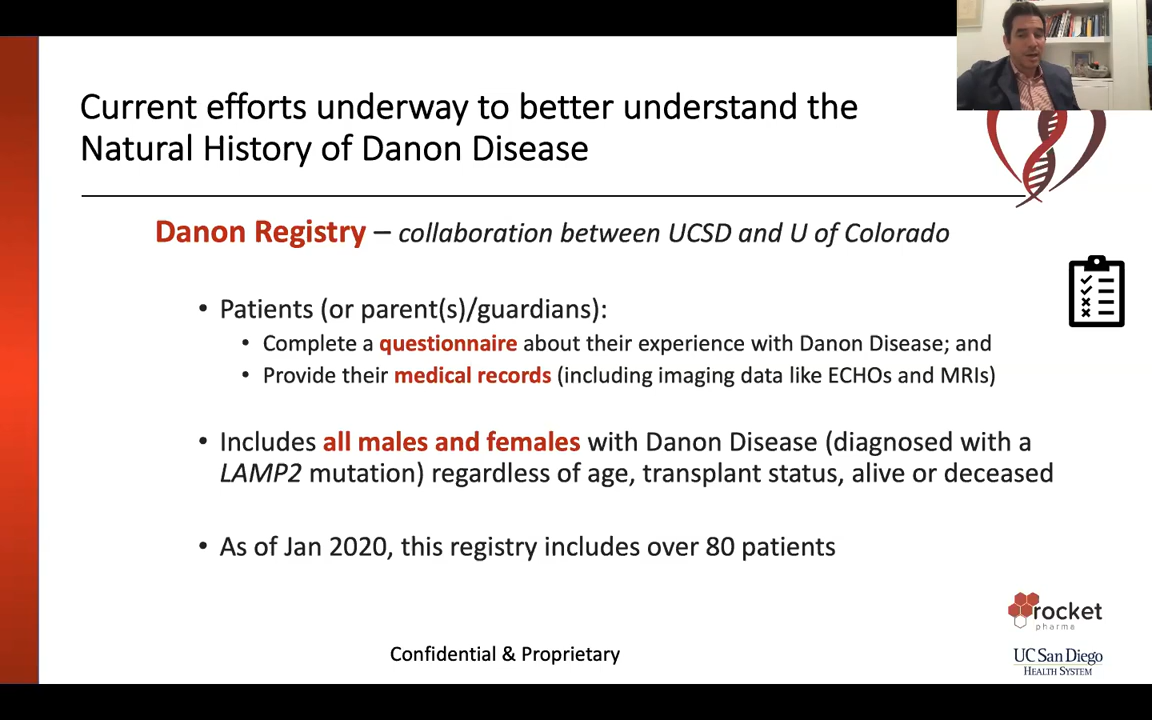 Current efforts underway to better understand the
Natural History of Danon Disease
Danon Registry – collaboration between UCSD and U of Colorado
• Patients (or parent(s)/guardians):
• Complete a questionnaire about their experience with Danon Disease; and
• Provide their medical records (including imaging data like ECHOs and MRIs)
• Includes all males and females with Danon Disease (diagnosed with a
LAMP2 mutation) regardless of age, transplant status, alive or deceased
• As of Jan 2020, this registry includes over 80 patients
rocket
pharma
Confidential & Proprietary
UC San Diego
HEALTH SYSTEM